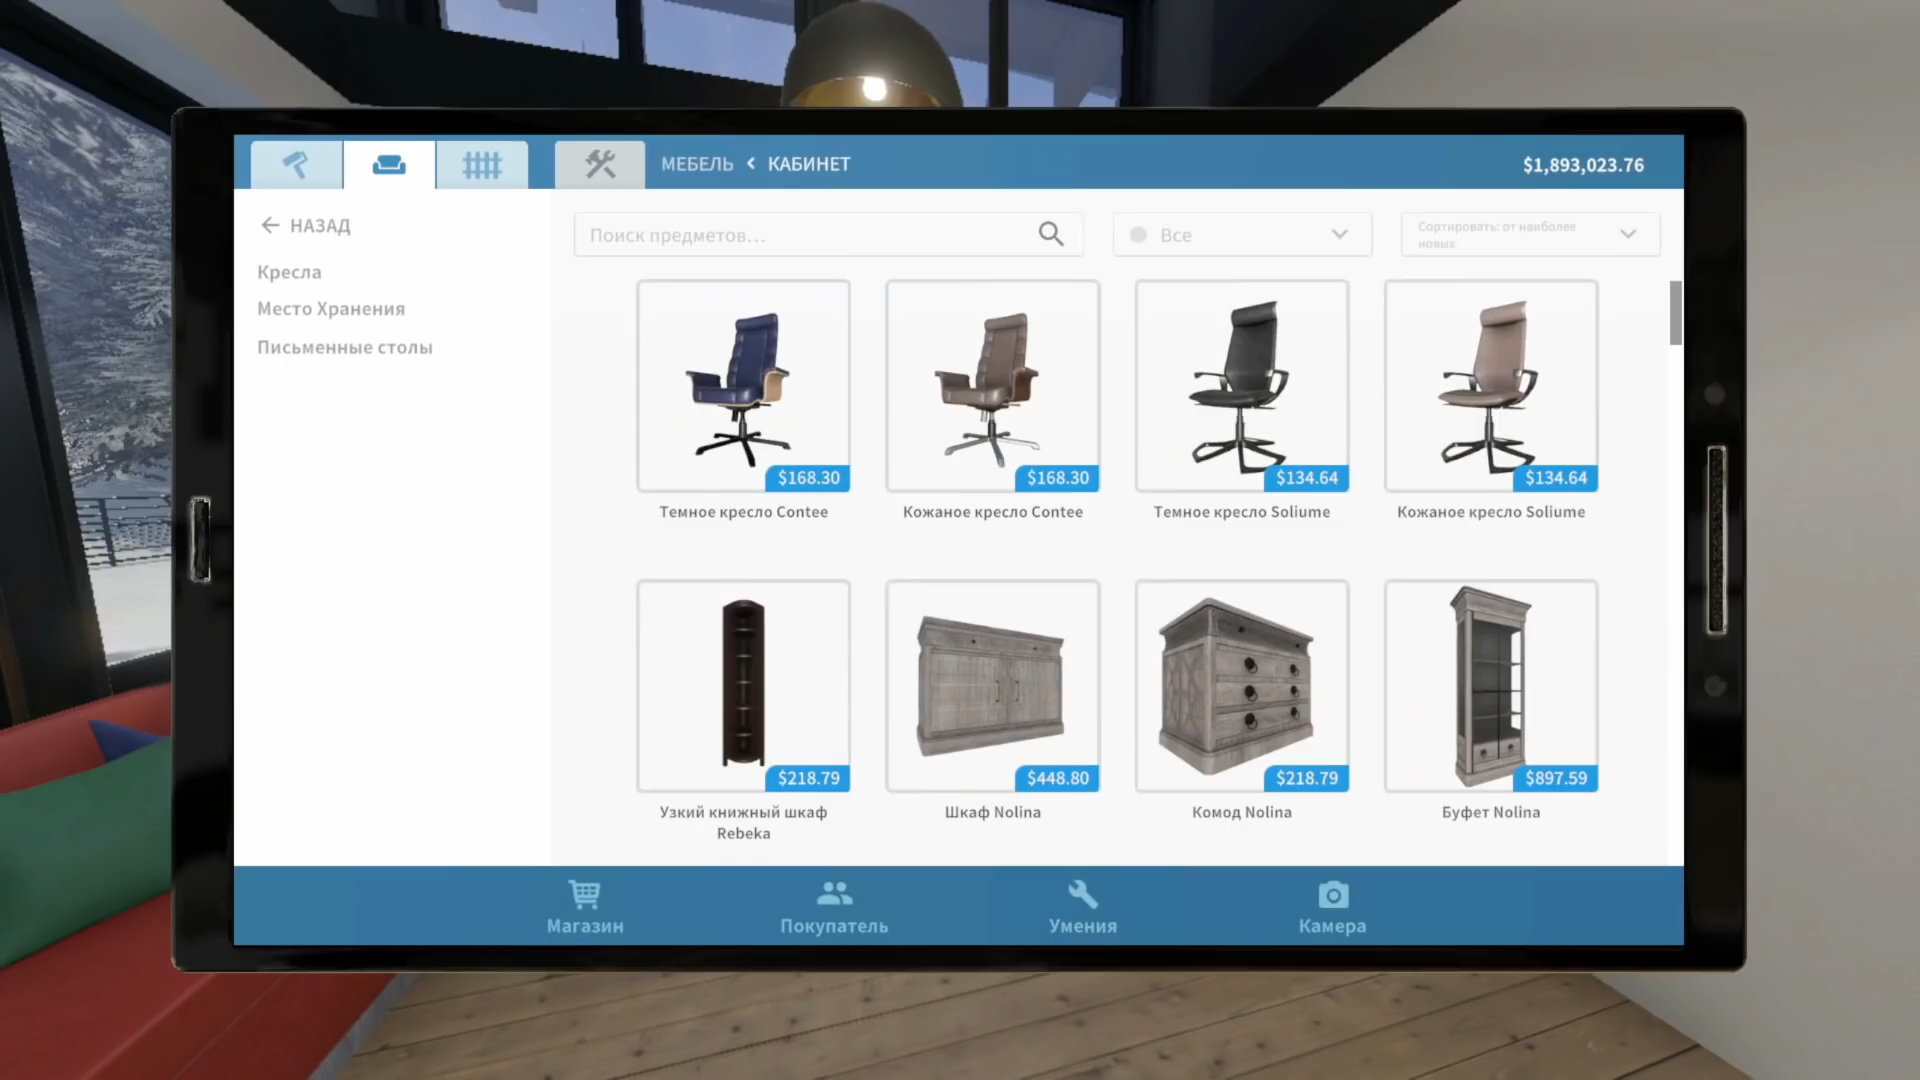 МЕБЕЛЬ < КАБИНЕТ
$1,893,023.76
← НАЗАД
Кресла
Место Хранения
Письменные столы
Поиск предметов...
Все
Сортировать: от наиболее
новых
$168.30
$168.30
$134.64
$134.64
Темное кресло Contee
Кожаное кресло Contee
Темное кресло Soliume
Кожаное кресло Soliume
$218.79
$448.80
$218.79
$897.59
Узкий книжный шкаф
Rebeka
Шкаф Nolina
Комод Nolina
Буфет Nolina
Магазин
Покупатель
Умения
Камера